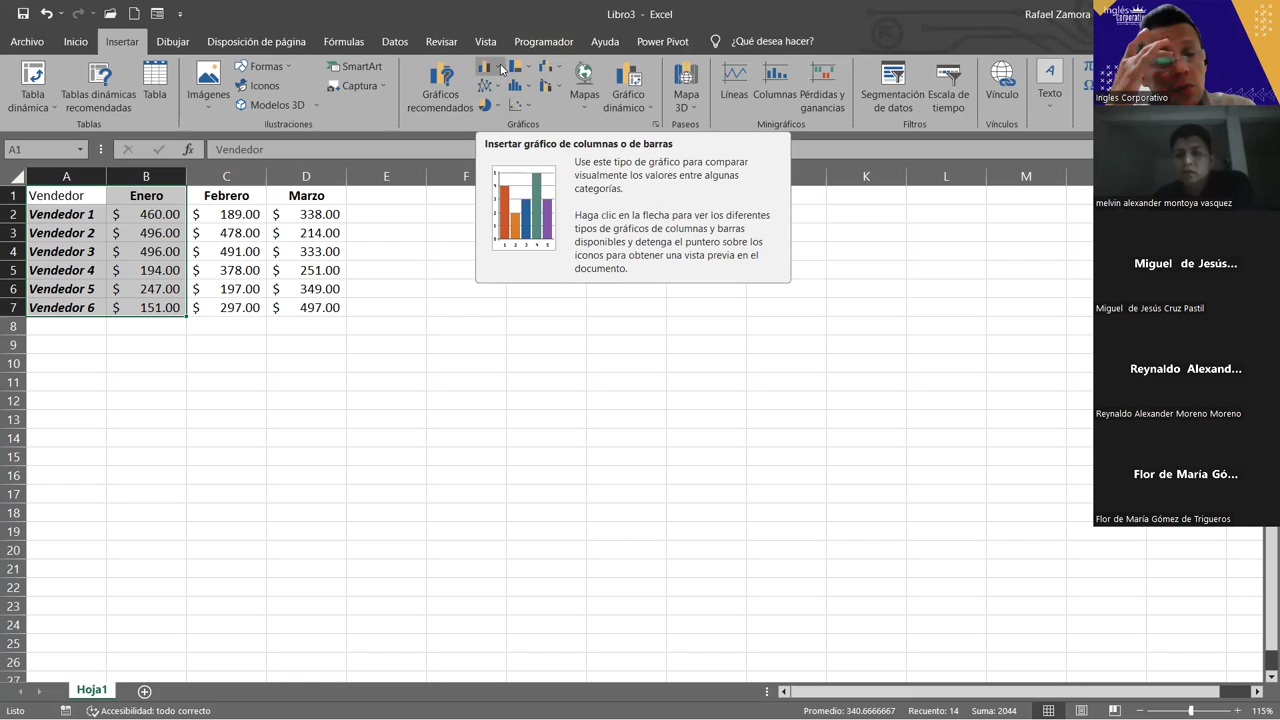 Libro3 - Excel
Rafael Zamora
Archivo Inicio Insertar Dibujar Disposición de página Fórmulas Datos Revisar Vista Programador Ayuda Power Pivot ¿Qué desea hacer?
Tabla dinámica
Tablas dinámicas recomendadas
Tabla
Tablas
Imágenes
Formas
Iconos
Modelos 3D
SmartArt
Captura
Ilustraciones
Gráficos recomendados
Mapas
Gráfico dinámico
Gráficos
Mapa 3D
Paseos
Líneas
Columnas
Pérdidas y ganancias
Minigráficos
Segmentación de datos
Escala de tiempo
Filtros
Vínculo
Vínculos
Texto
A1
fx
Vendedor
Insertar gráfico de columnas o de barras
Use este tipo de gráfico para comparar
visualmente los valores entre algunas
categorías.
Haga clic en la flecha para ver los diferentes
tipos de gráficos de columnas y barras
disponibles y detenga el puntero sobre los
iconos para obtener una vista previa en el
documento.
A B C D E F K L M
1 Vendedor Enero Febrero Marzo
2 Vendedor 1 $ 460.00 $ 189.00 $ 338.00
3 Vendedor 2 $ 496.00 $ 478.00 $ 214.00
4 Vendedor 3 $ 496.00 $ 491.00 $ 333.00
5 Vendedor 4 $ 194.00 $ 378.00 $ 251.00
6 Vendedor 5 $ 247.00 $ 197.00 $ 349.00
7 Vendedor 6 $ 151.00 $ 297.00 $ 497.00
8
9
10
11
12
13
14
15
16
17
18
19
20
21
22
23
24
25
26
27
Hoja1
Listo
Accesibilidad: todo correcto
Promedio: 340.6666667 Recuento: 14 Suma: 2044
115%
Inglés
Corporativo
Ingles Corporativo
melvin alexander montoya vasquez
Miguel de Jesús...
Miguel de Jesús Cruz Pastil
Reynaldo Alexand...
Reynaldo Alexander Moreno Moreno
Flor de María Gó...
Flor de María Gómez de Trigueros